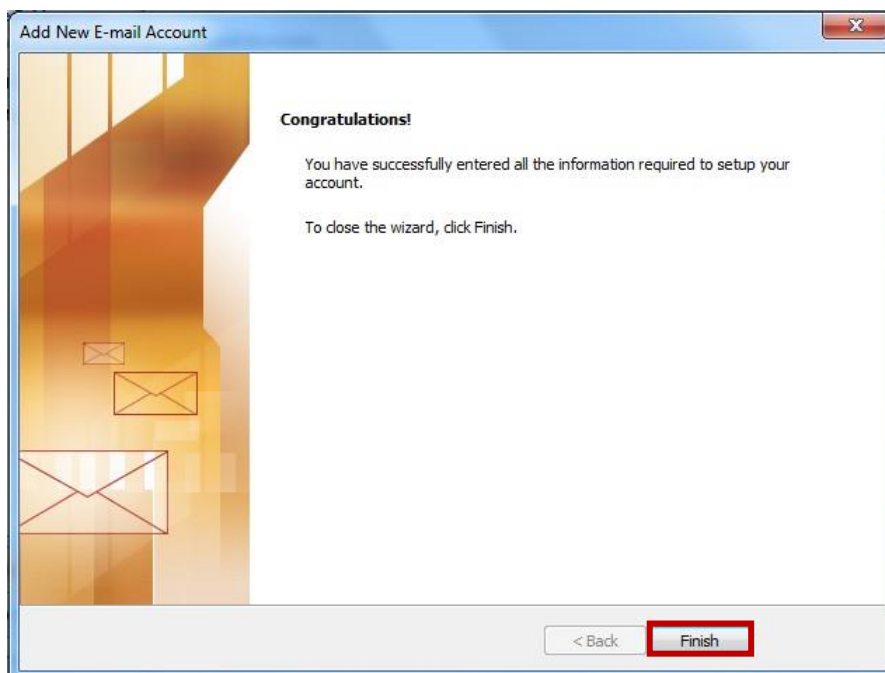 Add New E-mail Account
Congratulations!
You have successfully entered all the information required to setup your
account.
To close the wizard, click Finish.
< Back
Finish